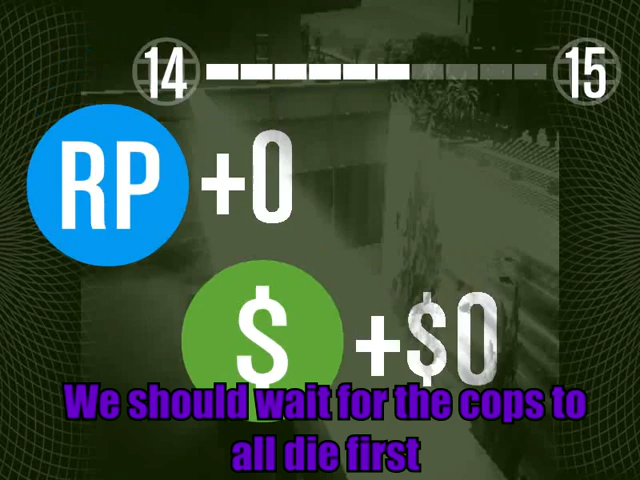 14 15
RP +0
$ +$0
We should wait for the cops to
all die first